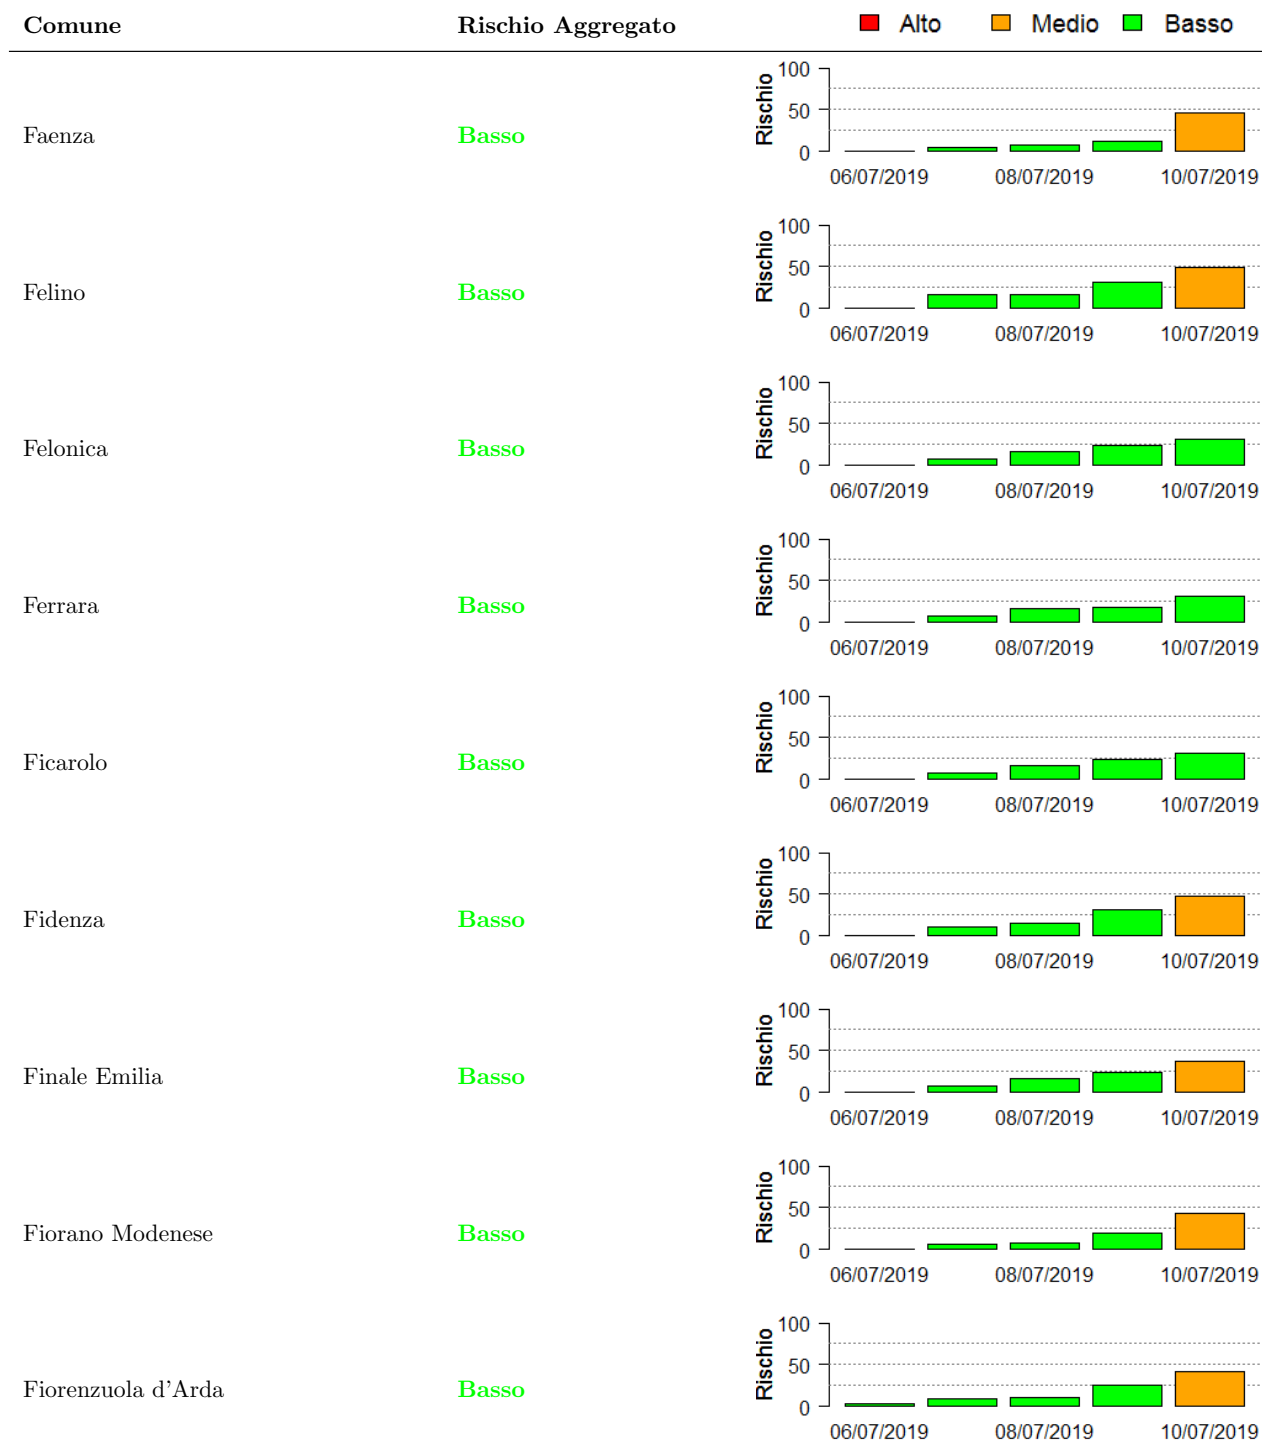 Comune Rischio Aggregato Alto Medio Basso
100
50
0
Rischio
Faenza Basso
06/07/2019 08/07/2019 10/07/2019
100
50
0
Rischio
Felino Basso
06/07/2019 08/07/2019 10/07/2019
100
50
0
Rischio
Felonica Basso
06/07/2019 08/07/2019 10/07/2019
100
50
0
Rischio
Ferrara Basso
06/07/2019 08/07/2019 10/07/2019
100
50
0
Rischio
Ficarolo Basso
06/07/2019 08/07/2019 10/07/2019
100
50
0
Rischio
Fidenza Basso
06/07/2019 08/07/2019 10/07/2019
100
50
0
Rischio
Finale Emilia Basso
06/07/2019 08/07/2019 10/07/2019
100
50
0
Rischio
Fiorano Modenese Basso
06/07/2019 08/07/2019 10/07/2019
100
50
0
Rischio
Fiorenzuola d'Arda Basso
06/07/2019 08/07/2019 10/07/2019